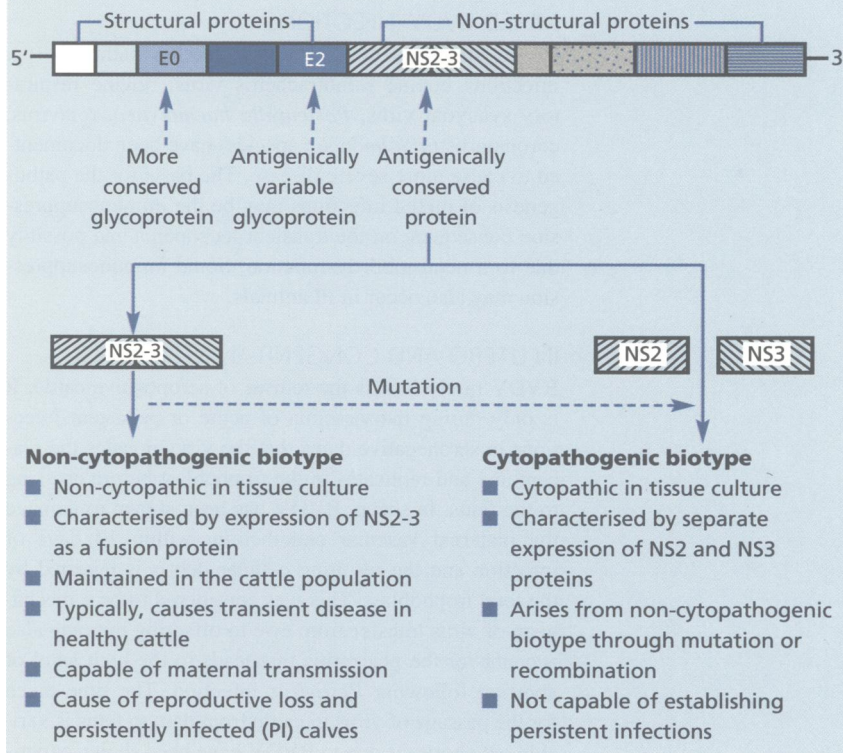 Structural proteins
Non-structural proteins
5′
E0
E2
NS2-3
3
More
conserved
glycoprotein
Antigenically
variable
glycoprotein
Antigenically
conserved
protein
NS2-3
NS2
NS3
Mutation
Non-cytopathogenic biotype
■ Non-cytopathic in tissue culture
■ Characterised by expression of NS2-3
as a fusion protein
■ Maintained in the cattle population
■ Typically, causes transient disease in
healthy cattle
■ Capable of maternal transmission
■ Cause of reproductive loss and
persistently infected (PI) calves
Cytopathogenic biotype
■ Cytopathic in tissue culture
■ Characterised by separate
expression of NS2 and NS3
proteins
■ Arises from non-cytopathogenic
biotype through mutation or
recombination
■ Not capable of establishing
persistent infections